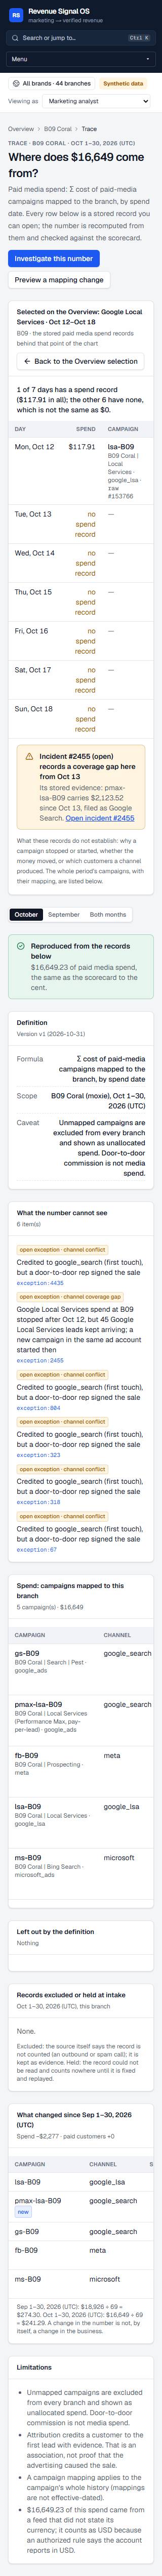 RS
Revenue Signal OS
marketing → verified revenue
Search or jump to...
Ctrl K
Menu
All brands · 44 branches
Synthetic data
Viewing as
Marketing analyst
Overview › B09 Coral › Trace
TRACE · B09 CORAL · OCT 1–30, 2026 (UTC)
Where does $16,649 come
from?
Paid media spend: Σ cost of paid-media
campaigns mapped to the branch, by spend
date. Every row below is a stored row you
can open; the number is recomputed from
them and checked against the scorecard.
Investigate this number
Preview a mapping change
Selected on the Overview: Google Local
Services · Oct 12–Oct 18
B09 · the stored paid media spend records
behind that point of the chart
← Back to the Overview selection
1 of 7 days has a spend record
($117.91 in all); the other 6 have none,
which is not the same as $0.
DAY
SPEND
CAMPAIGN
Mon, Oct 12
$117.91
lsa-B09
B09 Coral |
Local
Services ·
google_lsa ·
raw
#153766
Tue, Oct 13
no
spend
record
—
Wed, Oct 14
no
spend
record
—
Thu, Oct 15
no
spend
record
—
Fri, Oct 16
no
spend
record
—
Sat, Oct 17
no
spend
record
—
Sun, Oct 18
no
spend
record
—
Incident #2455 (open)
records a coverage gap here
from Oct 13
Its stored evidence: pmax-
lsa-B09 carries $2,123.52
since Oct 13, filed as Google
Search. Open incident #2455
What these records do not establish: why a
campaign stopped or started, whether the
money moved, or which customers a channel
produced. The whole period's campaigns, with
their mapping, are listed below.
October
September
Both months
Reproduced from the records
below
$16,649.23 of paid media spend,
the same as the scorecard to the
cent.
Definition
Version v1 (2026-10-31)
Formula
Σ cost of paid-media
campaigns mapped to the
branch, by spend date
Scope
B09 Coral (moxie), Oct 1–30,
2026 (UTC)
Caveat
Unmapped campaigns are
excluded from every branch
and shown as unallocated
spend. Door-to-door
commission is not media
spend.
What the number cannot see
6 item(s)
open exception · channel conflict
Credited to google_search (first touch),
but a door-to-door rep signed the sale
exception:4435
open exception · channel coverage gap
Google Local Services spend at B09
stopped after Oct 12, but 45 Google
Local Services leads kept arriving; a
new campaign in the same ad account
started then
exception:2455
open exception · channel conflict
Credited to google_search (first touch),
but a door-to-door rep signed the sale
exception:804
open exception · channel conflict
Credited to google_search (first touch),
but a door-to-door rep signed the sale
exception:323
open exception · channel conflict
Credited to google_search (first touch),
but a door-to-door rep signed the sale
exception:318
open exception · channel conflict
Credited to google_search (first touch),
but a door-to-door rep signed the sale
exception:67
Spend: campaigns mapped to this
branch
5 campaign(s) · $16,649
CAMPAIGN
CHANNEL
gs-B09
B09 Coral | Search | Pest ·
google_ads
google_search
pmax-lsa-B09
B09 Coral | Local Services
(Performance Max, pay-
per-lead) · google_ads
google_search
fb-B09
B09 Coral | Prospecting ·
meta
meta
lsa-B09
B09 Coral | Local Services ·
google_lsa
google_lsa
ms-B09
B09 Coral | Bing Search ·
microsoft_ads
microsoft
Left out by the definition
Nothing
Records excluded or held at intake
Oct 1–30, 2026 (UTC), this branch
None.
Excluded: the source itself says the record is
not counted (an outbound or spam call); it is
kept as evidence. Held: the record could not
be read and counts nowhere until it is fixed
and replayed.
What changed since Sep 1–30, 2026
(UTC)
Spend −$2,277 · paid customers +0
CAMPAIGN
CHANNEL
S
lsa-B09
google_lsa
pmax-lsa-B09
new
google_search
gs-B09
google_search
fb-B09
meta
ms-B09
microsoft
Sep 1–30, 2026 (UTC): $18,926 ÷ 69 =
$274.30. Oct 1–30, 2026 (UTC): $16,649 ÷ 69
= $241.29. A change in the number is not, by
itself, a change in the business.
Limitations
• Unmapped campaigns are excluded
from every branch and shown as
unallocated spend. Door-to-door
commission is not media spend.
• Attribution credits a customer to the
first lead with evidence. That is an
association, not proof that the
advertising caused the sale.
• A campaign mapping applies to the
campaign's whole history (mappings
are not effective-dated).
• $16,649.23 of this spend came from
a feed that did not state its
currency; it counts as USD because
an authorized rule says the account
reports in USD.